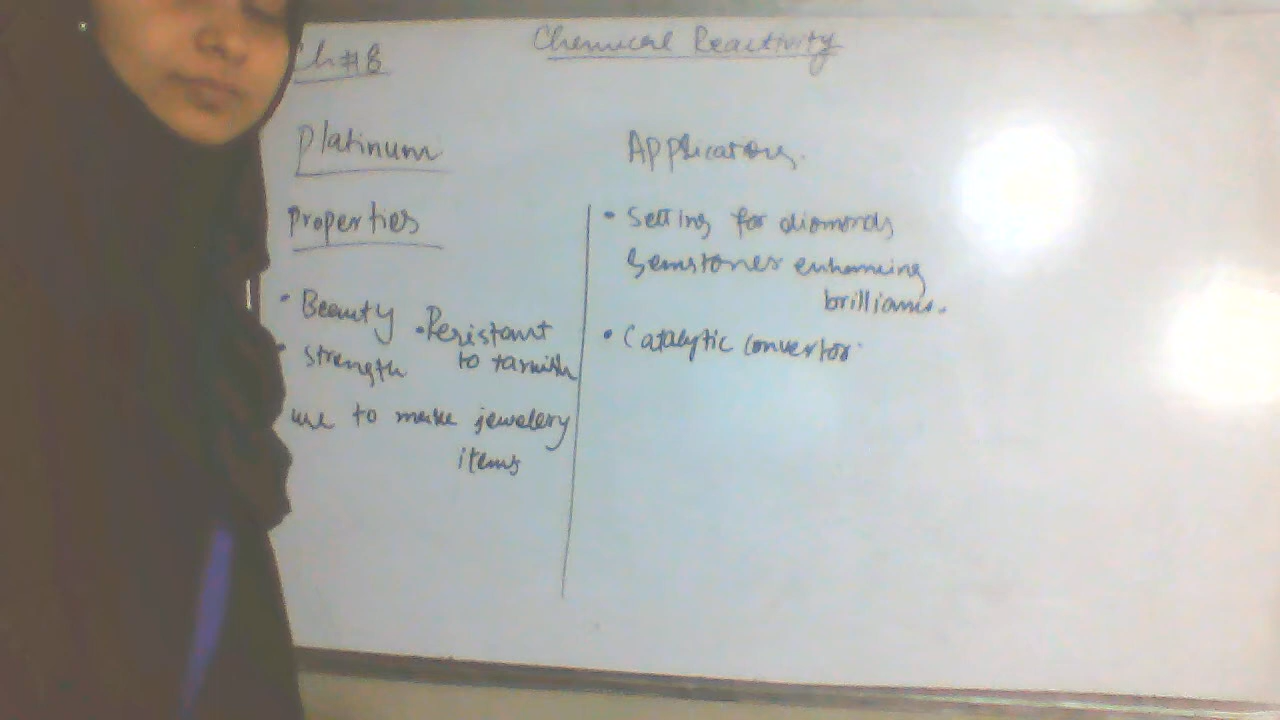 Ch #8
Chemical Reactivity
Platinum
Properties
• Beauty
• strength
• Resistant
to tarnish
use to make jewelery
items
Applications.
• Setting for diamonds
Gemstones enhancing
brilliance.
• Catalytic convertor